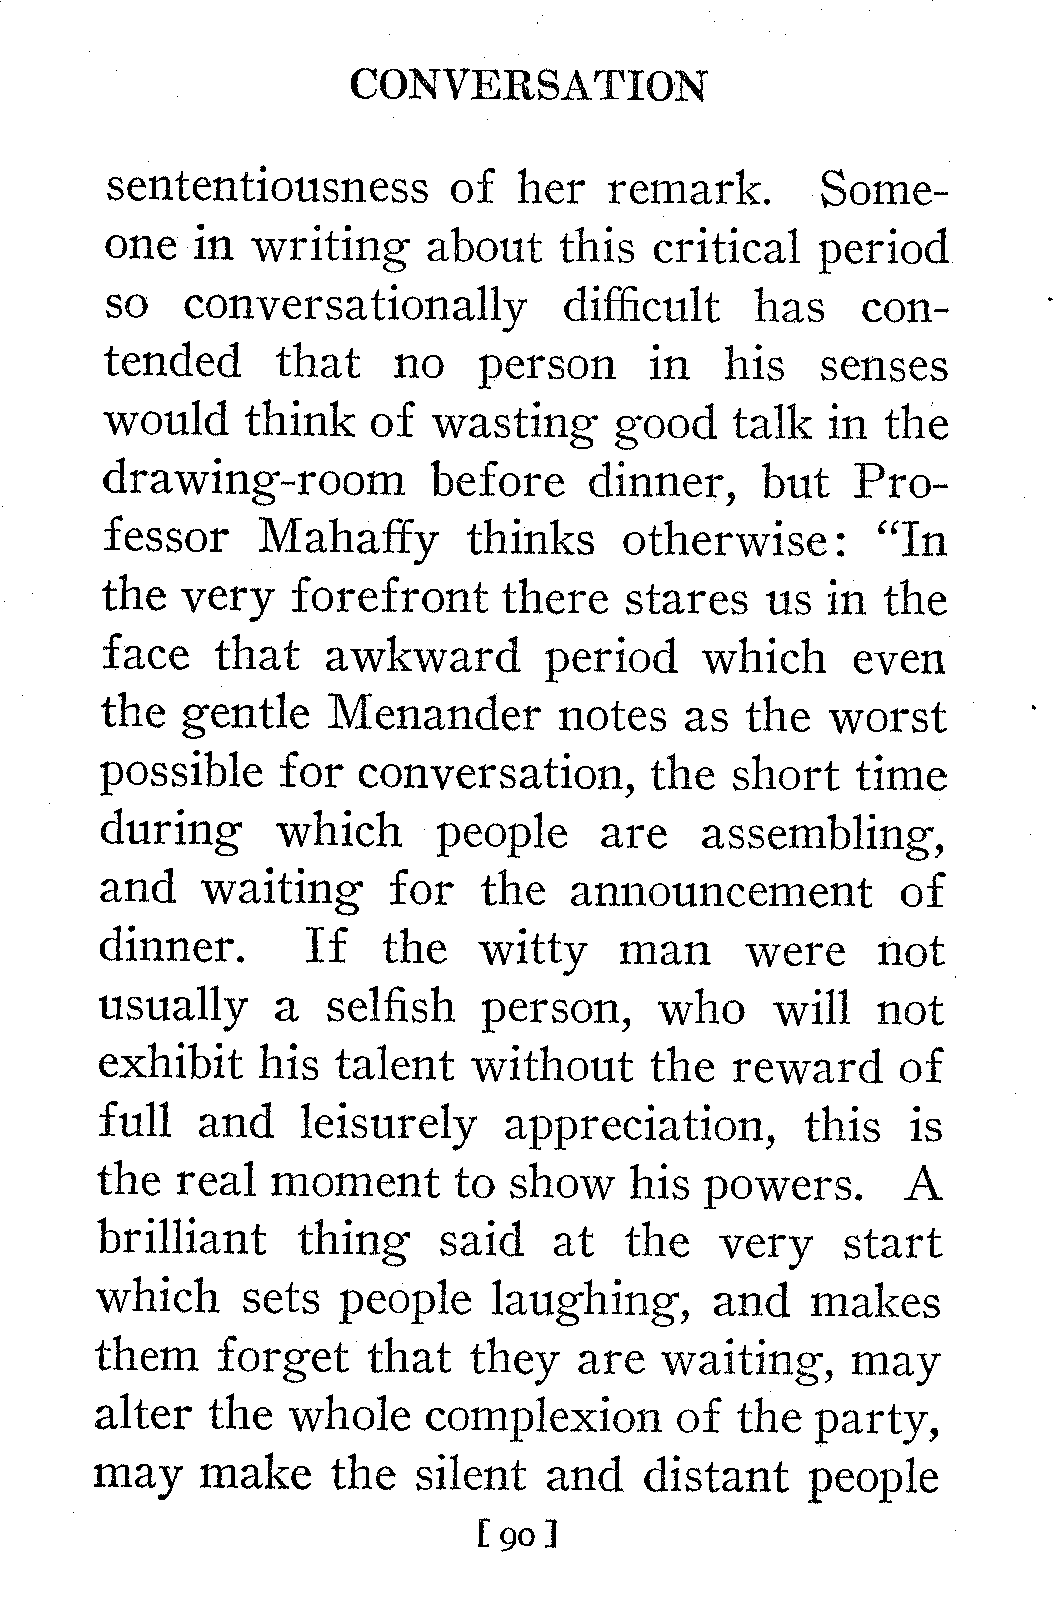 CONVERSATION
sententiousness of her remark. Some-
one in writing about this critical period
so conversationally difficult has con-
tended that no person in his senses
would think of wasting good talk in the
drawing-room before dinner, but Pro-
fessor Mahaffy thinks otherwise: “In
the very forefront there stares us in the
face that awkward period which even
the gentle Menander notes as the worst
possible for conversation, the short time
during which people are assembling,
and waiting for the announcement of
dinner. If the witty man were not
usually a selfish person, who will not
exhibit his talent without the reward of
full and leisurely appreciation, this is
the real moment to show his powers. A
brilliant thing said at the very start
which sets people laughing, and makes
them forget that they are waiting, may
alter the whole complexion of the party,
may make the silent and distant people
[ 90 ]